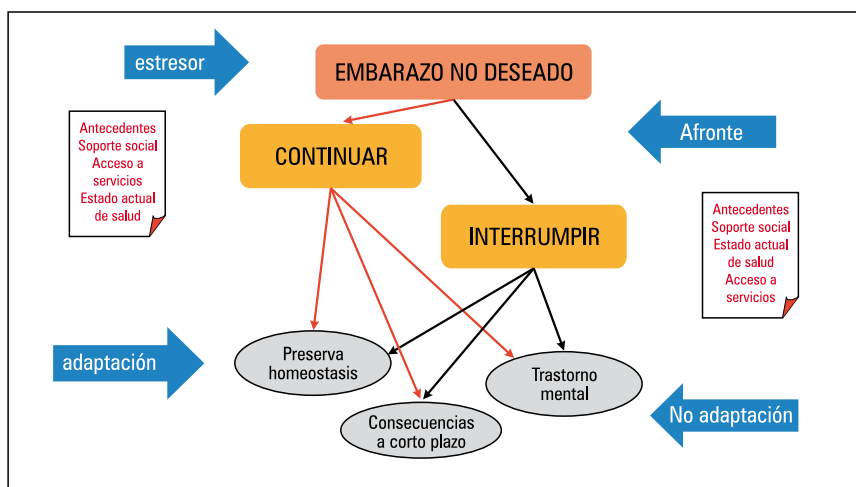 estresor
EMBARAZO NO DESEADO
Antecedentes
Soporte social
Acceso a
servicios
Estado actual
de salud
CONTINUAR
Afronte
INTERRUMPIR
Antecedentes
Soporte social
Estado actual
de salud
Acceso a
servicios
adaptación
Preserva
homeostasis
Trastorno
mental
Consecuencias
a corto plazo
No adaptación